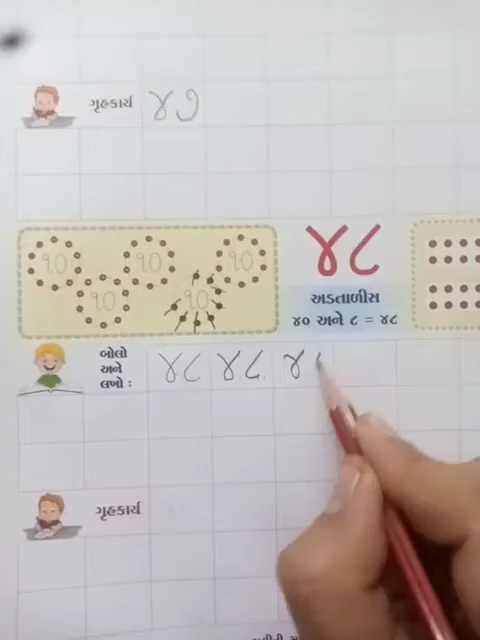 ગૃહકાર્ય ૪૭
૧૦ ૧૦ ૧૦
૧૦ ૧૦
૪૮
અડતાળીસ
૪૦ અને ૮ = ૪૮
બોલો
અને
લખો :
૪૮ ૪૮ ૪
ગૃહકાર્ય